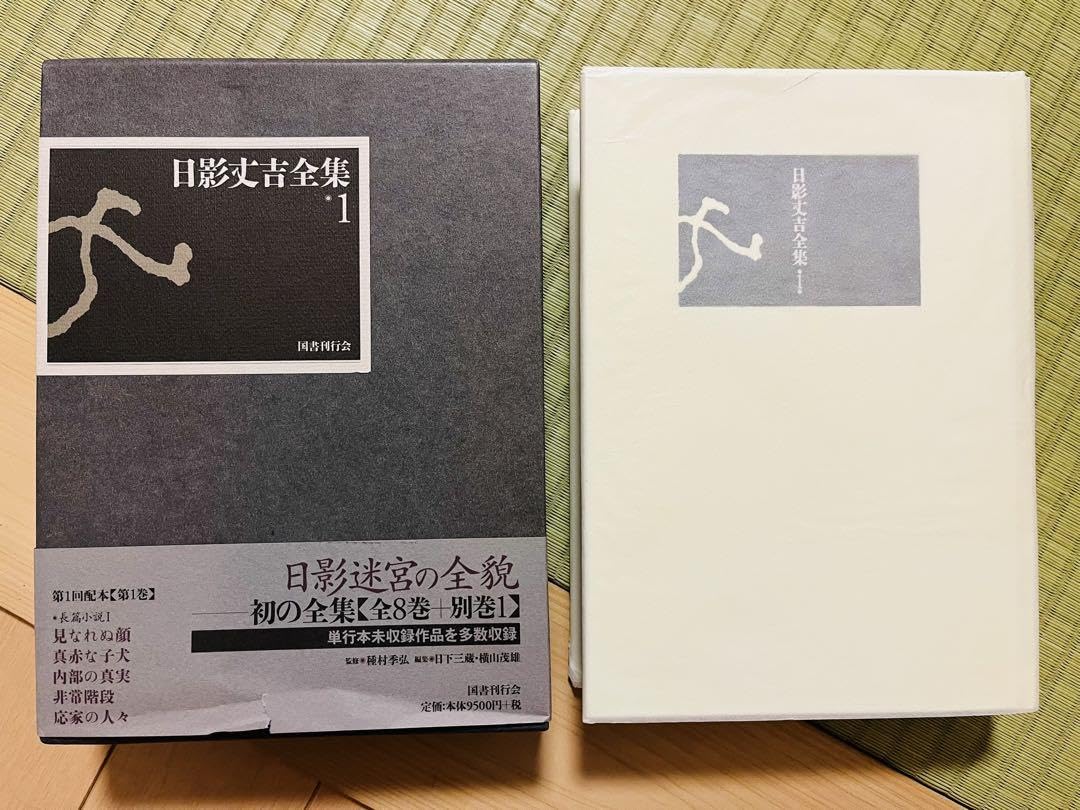 日影丈吉全集
*1
国書刊行会
日影迷宮の全貌
──初の全集【全8巻+別巻1】
単行本未収録作品を多数収録
監修*種村季弘 編集*日下三蔵・横山茂雄
国書刊行会
定価:本体9500円+税
第1回配本【第1巻】
*長篇小説Ⅰ
見なれぬ顔
真赤な子犬
内部の真実
非常階段
応家の人々
日影丈吉全集*1